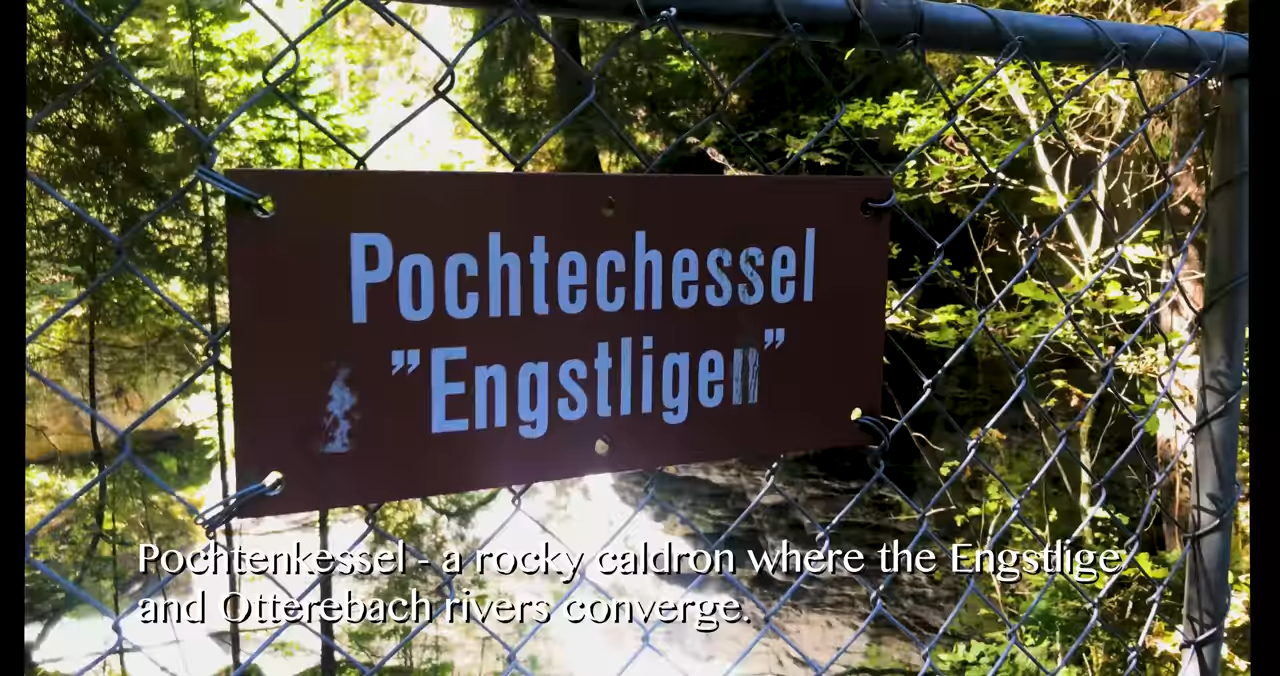 Pochtechessel
”Engstligen”
Pochtenkessel - a rocky caldron where the Engstlige
and Otterebach rivers converge.